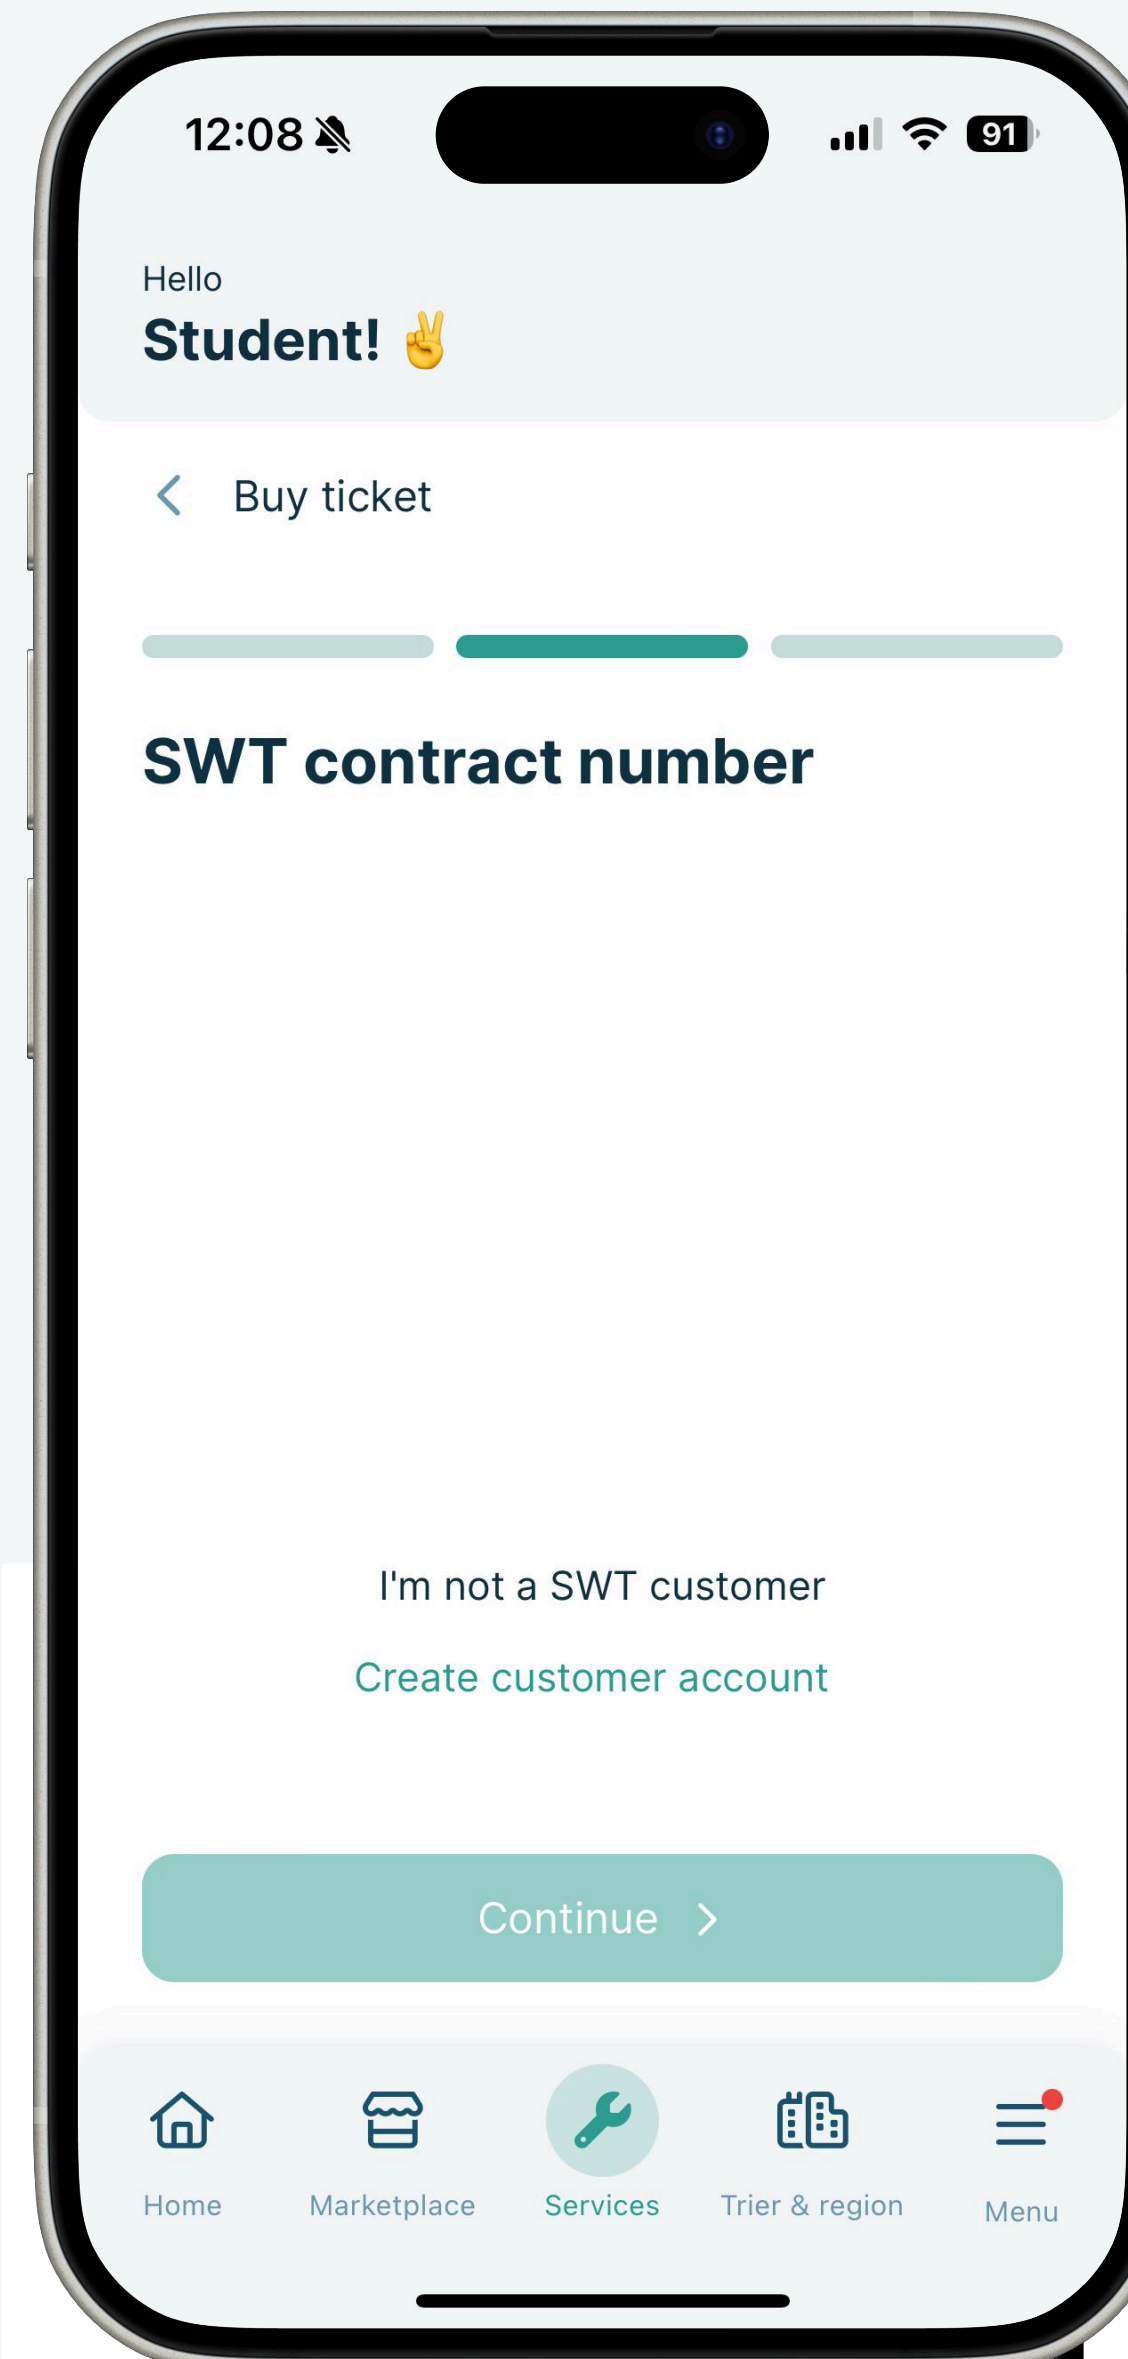 12:08
91
Hello
Student! ✌️
Buy ticket
SWT contract number
I'm not a SWT customer
Create customer account
Continue
Home
Marketplace
Services
Trier & region
Menu